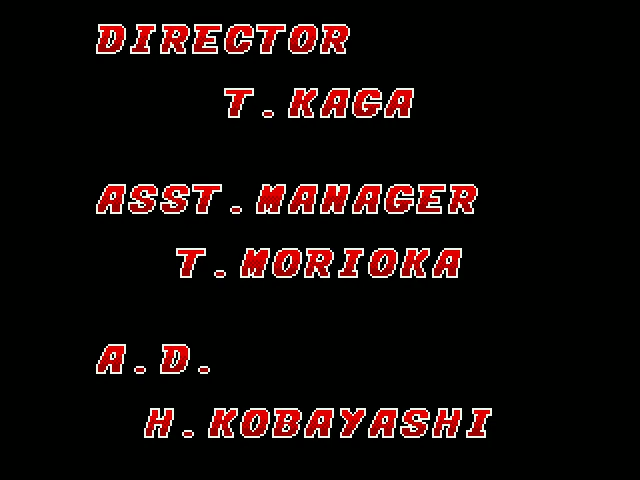 DIRECTOR
T.KAGA
ASST.MANAGER
T.MORIOKA
A.D.
H.KOBAYASHI